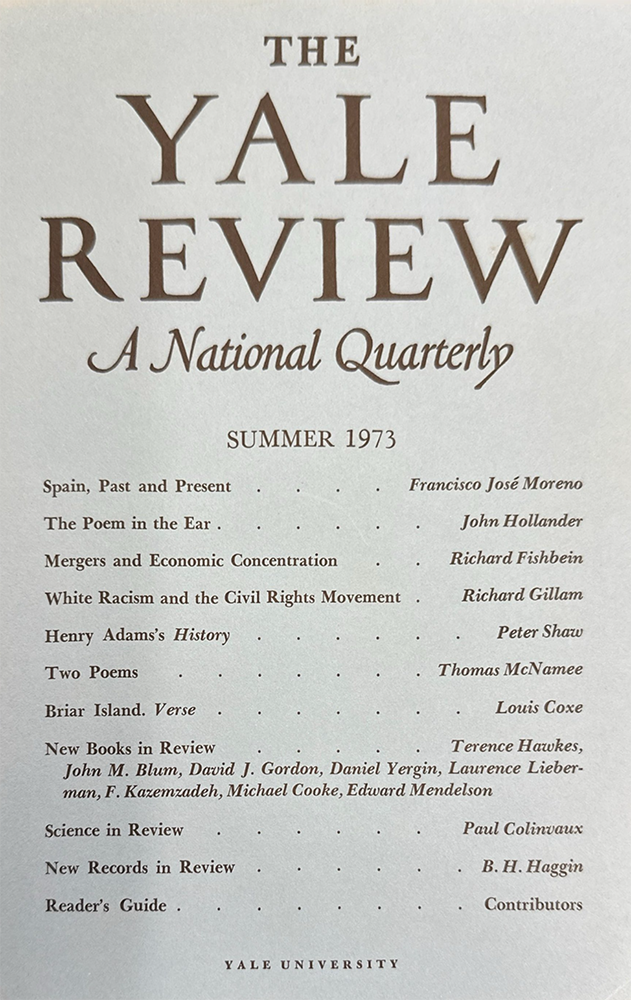 THE
YALE
REVIEW
A National Quarterly
SUMMER 1973
Spain, Past and Present . . . . Francisco José Moreno
The Poem in the Ear . . . . . . John Hollander
Mergers and Economic Concentration . . Richard Fishbein
White Racism and the Civil Rights Movement . Richard Gillam
Henry Adams's History . . . . . . Peter Shaw
Two Poems . . . . . . . Thomas McNamee
Briar Island. Verse . . . . . . . Louis Coxe
New Books in Review . . . . . Terence Hawkes,
John M. Blum, David J. Gordon, Daniel Yergin, Laurence Lieber-
man, F. Kazemzadeh, Michael Cooke, Edward Mendelson
Science in Review . . . . . . Paul Colinvaux
New Records in Review . . . . . . B. H. Haggin
Reader's Guide . . . . . . . . Contributors
YALE UNIVERSITY